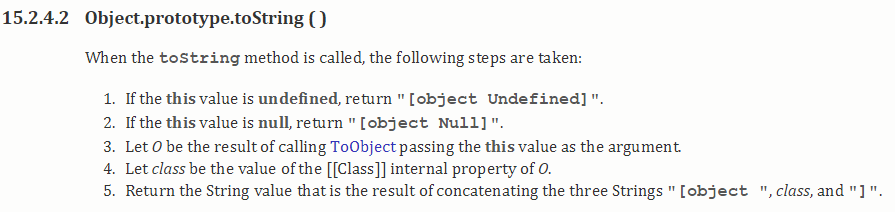 15.2.4.2 Object.prototype.toString ( )
When the toString method is called, the following steps are taken:
1. If the this value is undefined, return "[object Undefined]".
2. If the this value is null, return "[object Null]".
3. Let O be the result of calling ToObject passing the this value as the argument.
4. Let class be the value of the [[Class]] internal property of O.
5. Return the String value that is the result of concatenating the three Strings "[object ", class, and "]".